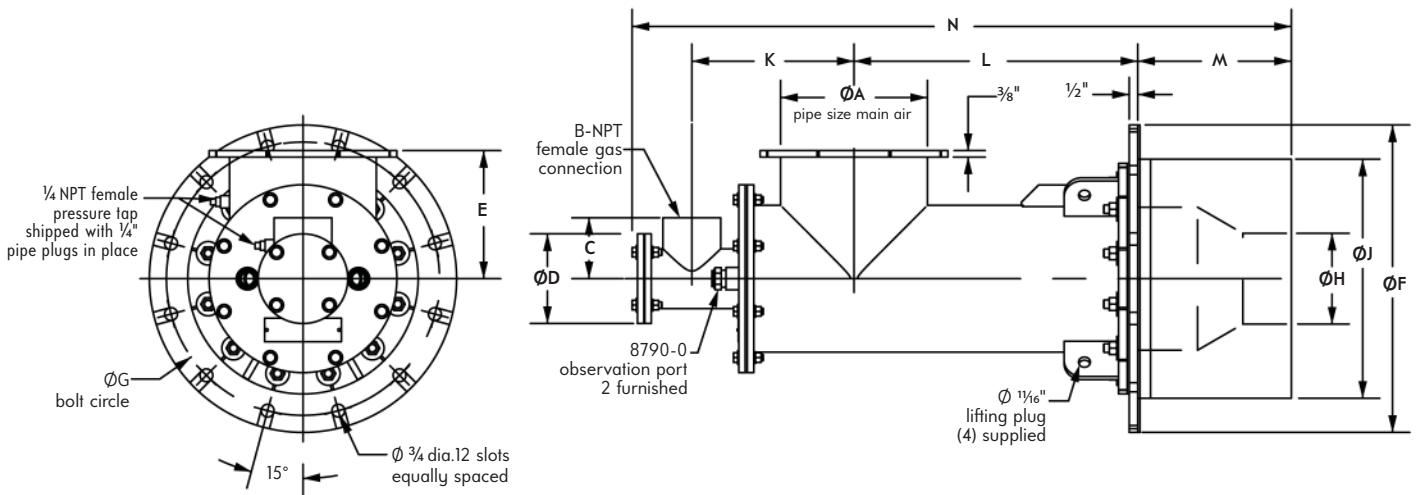 N
K
L
M
ØA
pipe size main air
⅜"
½"
B-NPT
female gas
connection
¼ NPT female
pressure tap
shipped with ¼"
pipe plugs in place
E
C
ØD
ØH
ØJ
ØF
8790-0
observation port
2 furnished
Ø ¹¹⁄₁₆"
lifting plug
(4) supplied
ØG
bolt circle
15°
Ø ¾ dia.12 slots
equally spaced